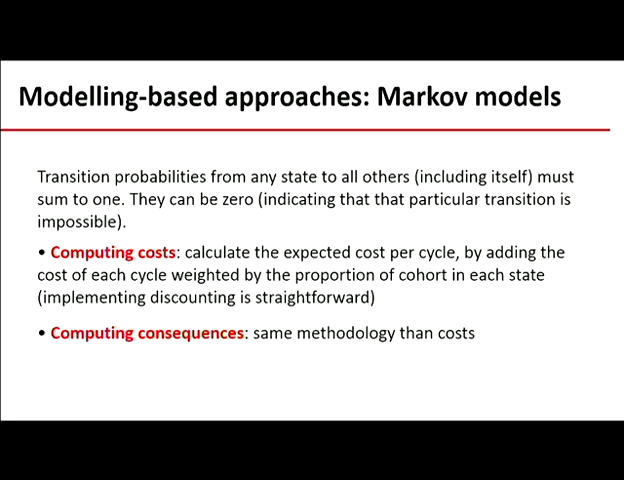 Modelling-based approaches: Markov models
Transition probabilities from any state to all others (including itself) must
sum to one. They can be zero (indicating that that particular transition is
impossible).
• Computing costs: calculate the expected cost per cycle, by adding the
cost of each cycle weighted by the proportion of cohort in each state
(implementing discounting is straightforward)
• Computing consequences: same methodology than costs